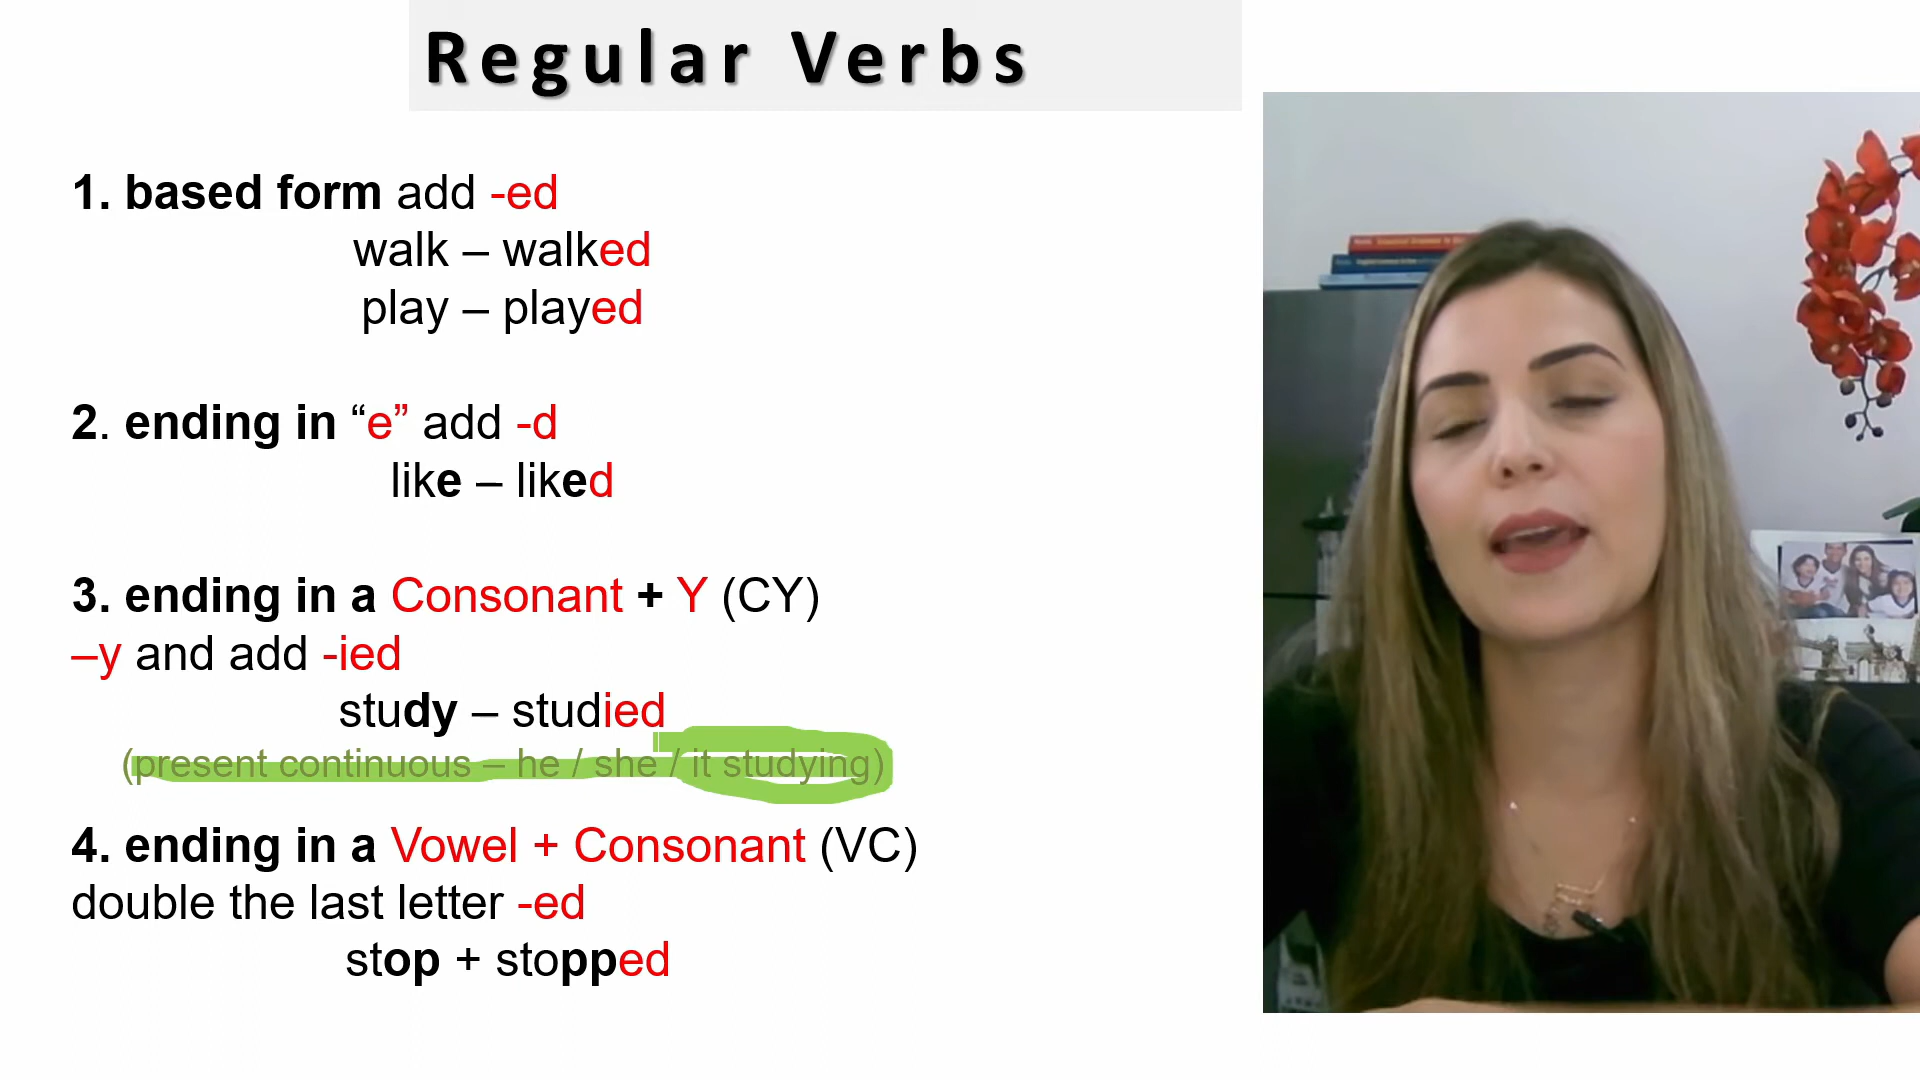 Regular Verbs
1. based form add -ed
walk – walked
play – played
2. ending in “e” add -d
like – liked
3. ending in a Consonant + Y (CY)
–y and add -ied
study – studied
(present continuous – he / she / it studying)
4. ending in a Vowel + Consonant (VC)
double the last letter -ed
stop + stopped